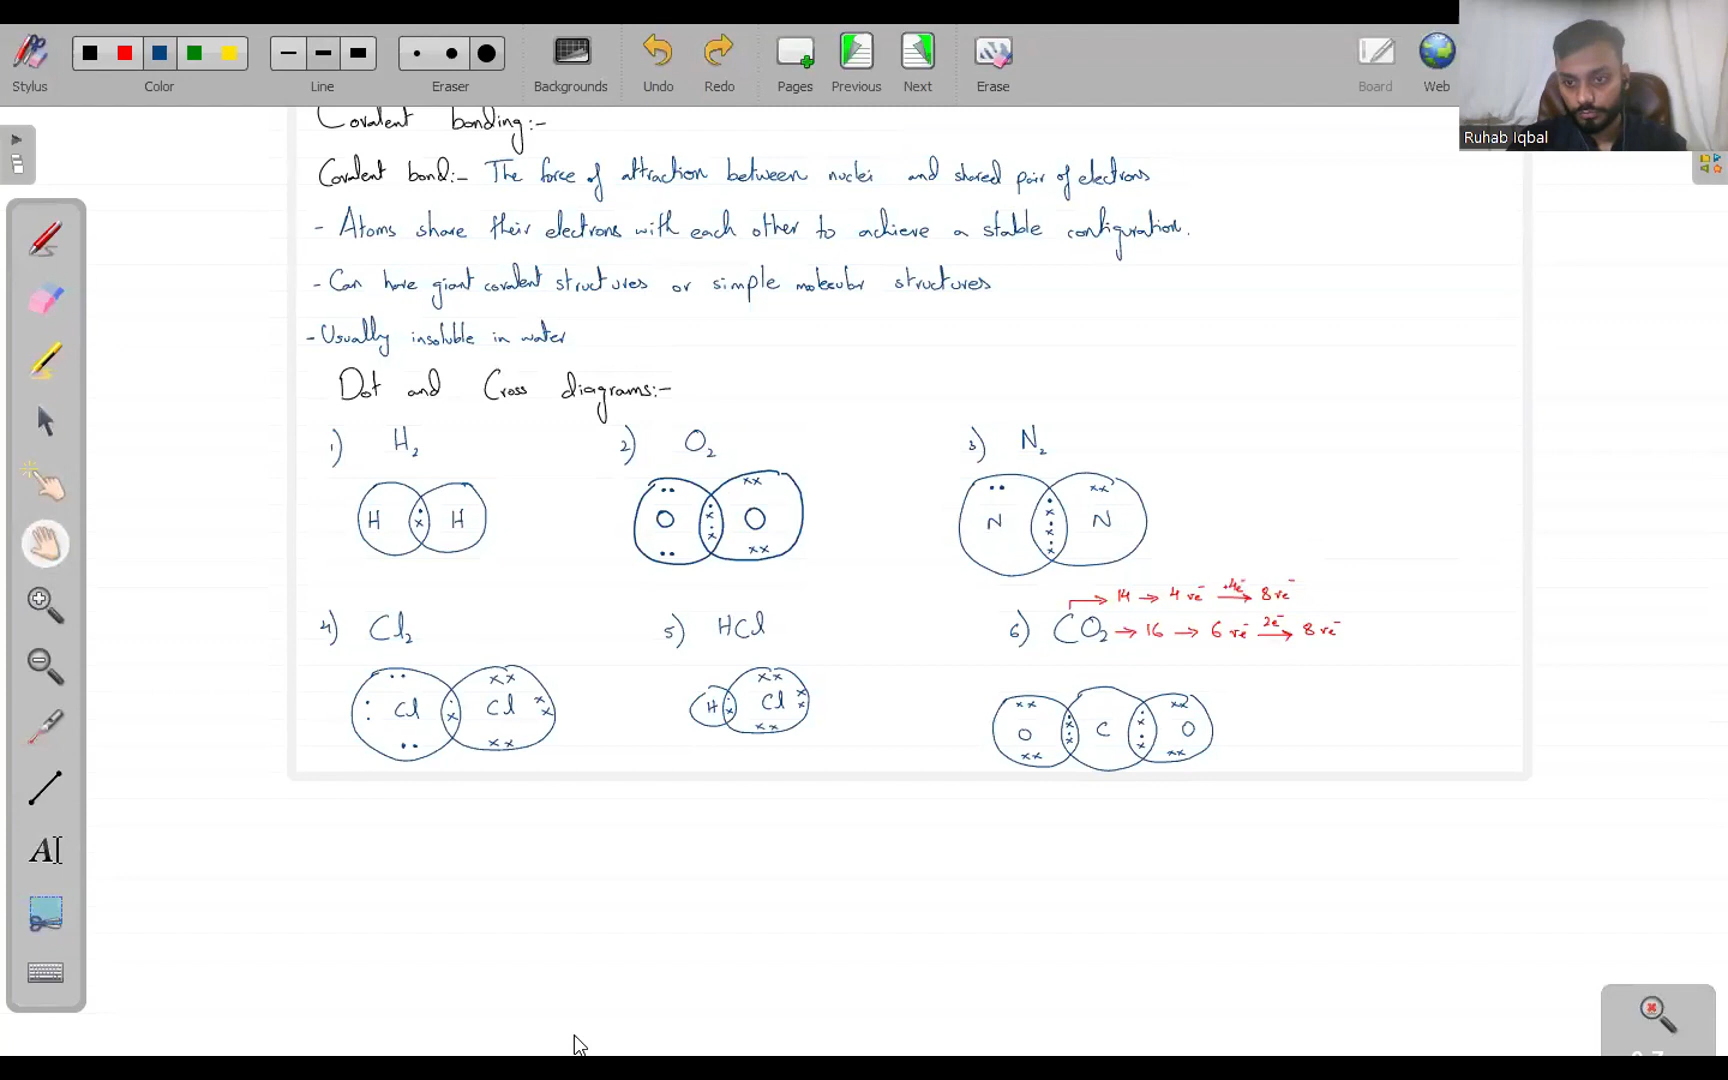 Stylus Color Line Eraser Backgrounds Undo Redo Pages Previous Next Erase Board Web
Ruhab Iqbal
Covalent bonding:-
Covalent bond:- The force of attraction between nuclei and shared pair of electrons
- Atoms share their electrons with each other to achieve a stable configuration.
- Can have giant covalent structures or simple molecular structures
- Usually insoluble in water
Dot and Cross diagrams:-
1) H₂ 2) O₂ 3) N₂
H H O O N N
→ 14 → 4 ve⁻ +4e⁻→ 8 ve⁻
4) Cl₂ 5) HCl 6) CO₂ → 16 → 6 ve⁻ 2e⁻→ 8 ve⁻
Cl Cl H Cl O C O
AI